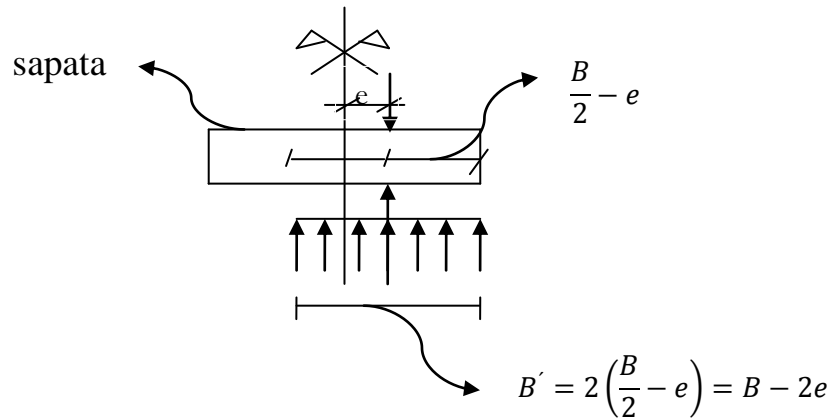 sapata
e
B/2 − e
B´ = 2(B/2 − e) = B − 2e